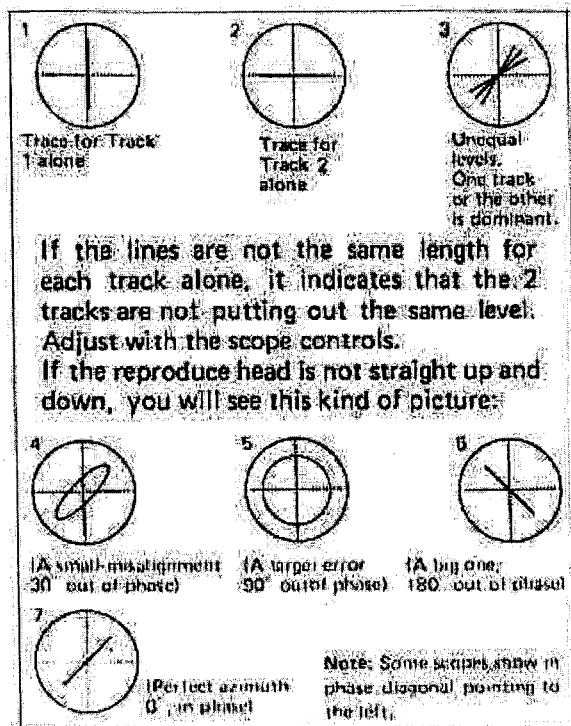 1
2
3
Trace for Track
1 alone
Trace for
Track 2
alone
Unequal
levels.
One track
or the other
is dominant.
If the lines are not the same length for
each track alone, it indicates that the 2
tracks are not putting out the same level.
Adjust with the scope controls.
If the reproduce head is not straight up and
down, you will see this kind of picture:
4
5
6
(A small misalignment
30° out of phase)
(A larger error
90° out of phase)
(A big one,
180° out of phase)
7
(Perfect azimuth
0°, in phase)
Note: Some scopes show in
phase diagonal pointing to
the left.